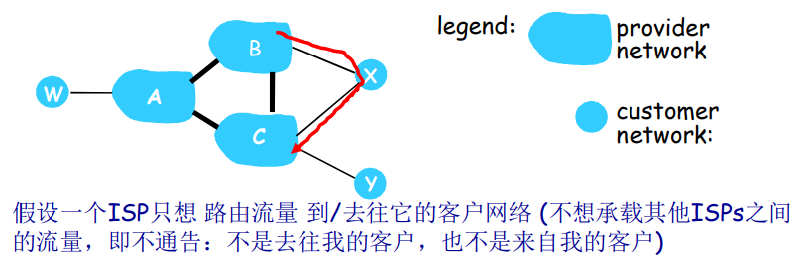 legend:
provider
network
B
X
W
A
C
customer
network:
Y
假设一个ISP只想 路由流量 到/去往它的客户网络 (不想承载其他ISPs之间
的流量，即不通告：不是去往我的客户，也不是来自我的客户)